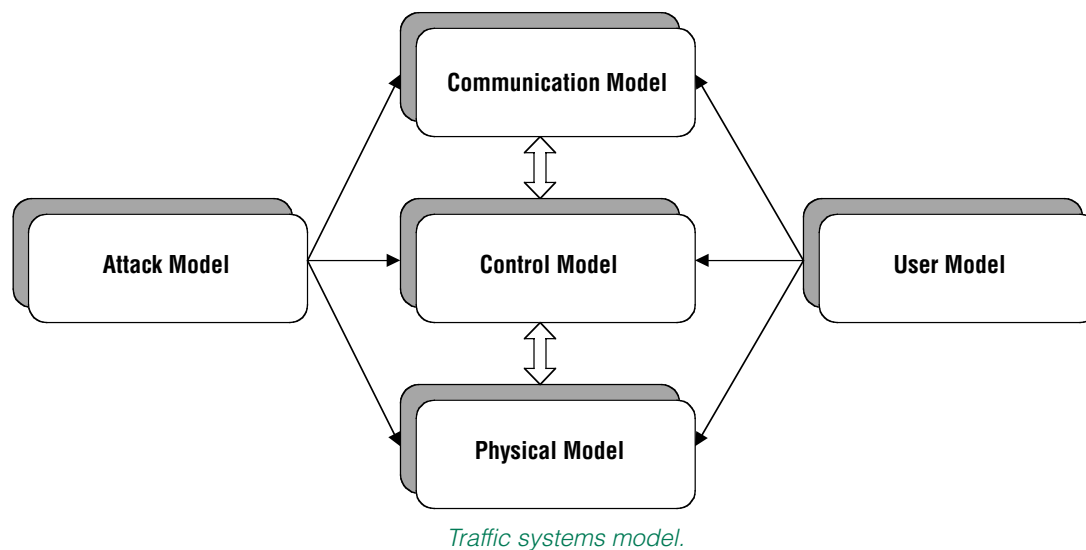 Communication Model
Attack Model
Control Model
User Model
Physical Model
Traffic systems model.